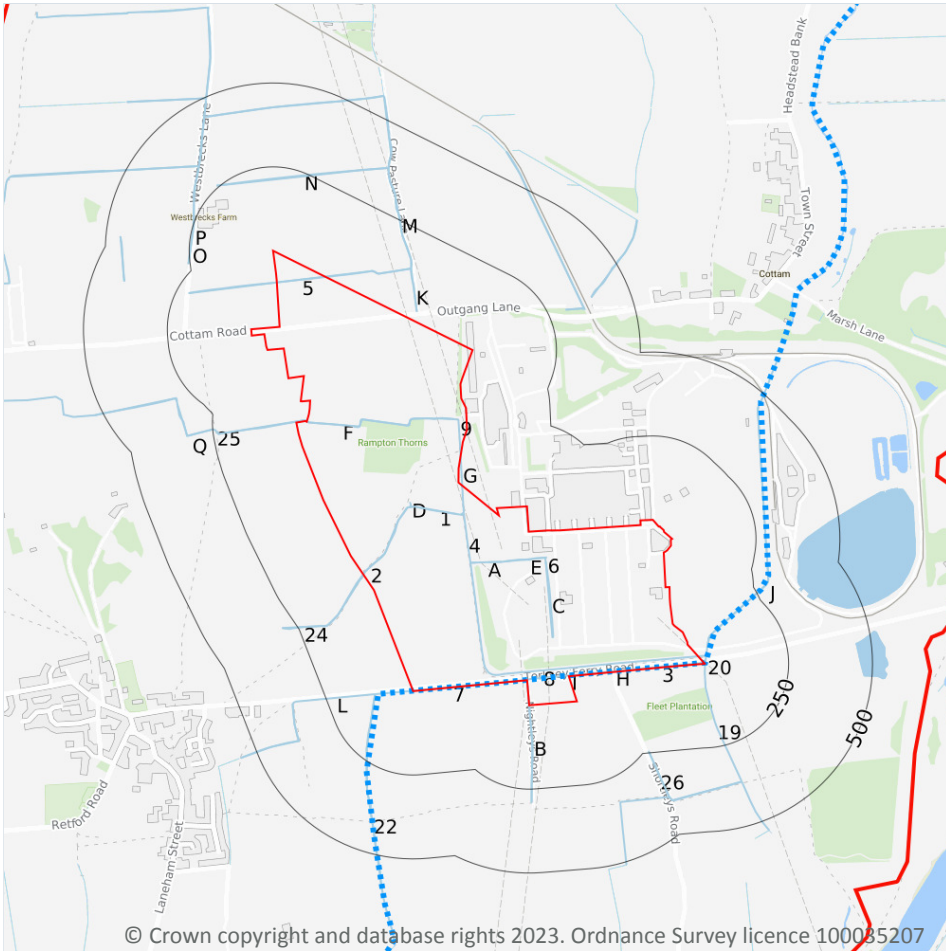 Headstead Bank
Westbrecks Lane
Cow Pasture La
N
Town Street
Westbrecks Farm
P
M
O
Cottam
5
K
Outgang Lane
Marsh Lane
Cottam Road
9
F
25
Q
Rampton Thorns
G
D
1
4
A
E 6
2
C
J
24
Torksey Ferry Road
20
8
I
H
3
7
L
Fleet Plantation
250
500
19
Nightleys Road
B
Shortleys Road
26
Retford Road
22
Laneham Street
© Crown copyright and database rights 2023. Ordnance Survey licence 100035207